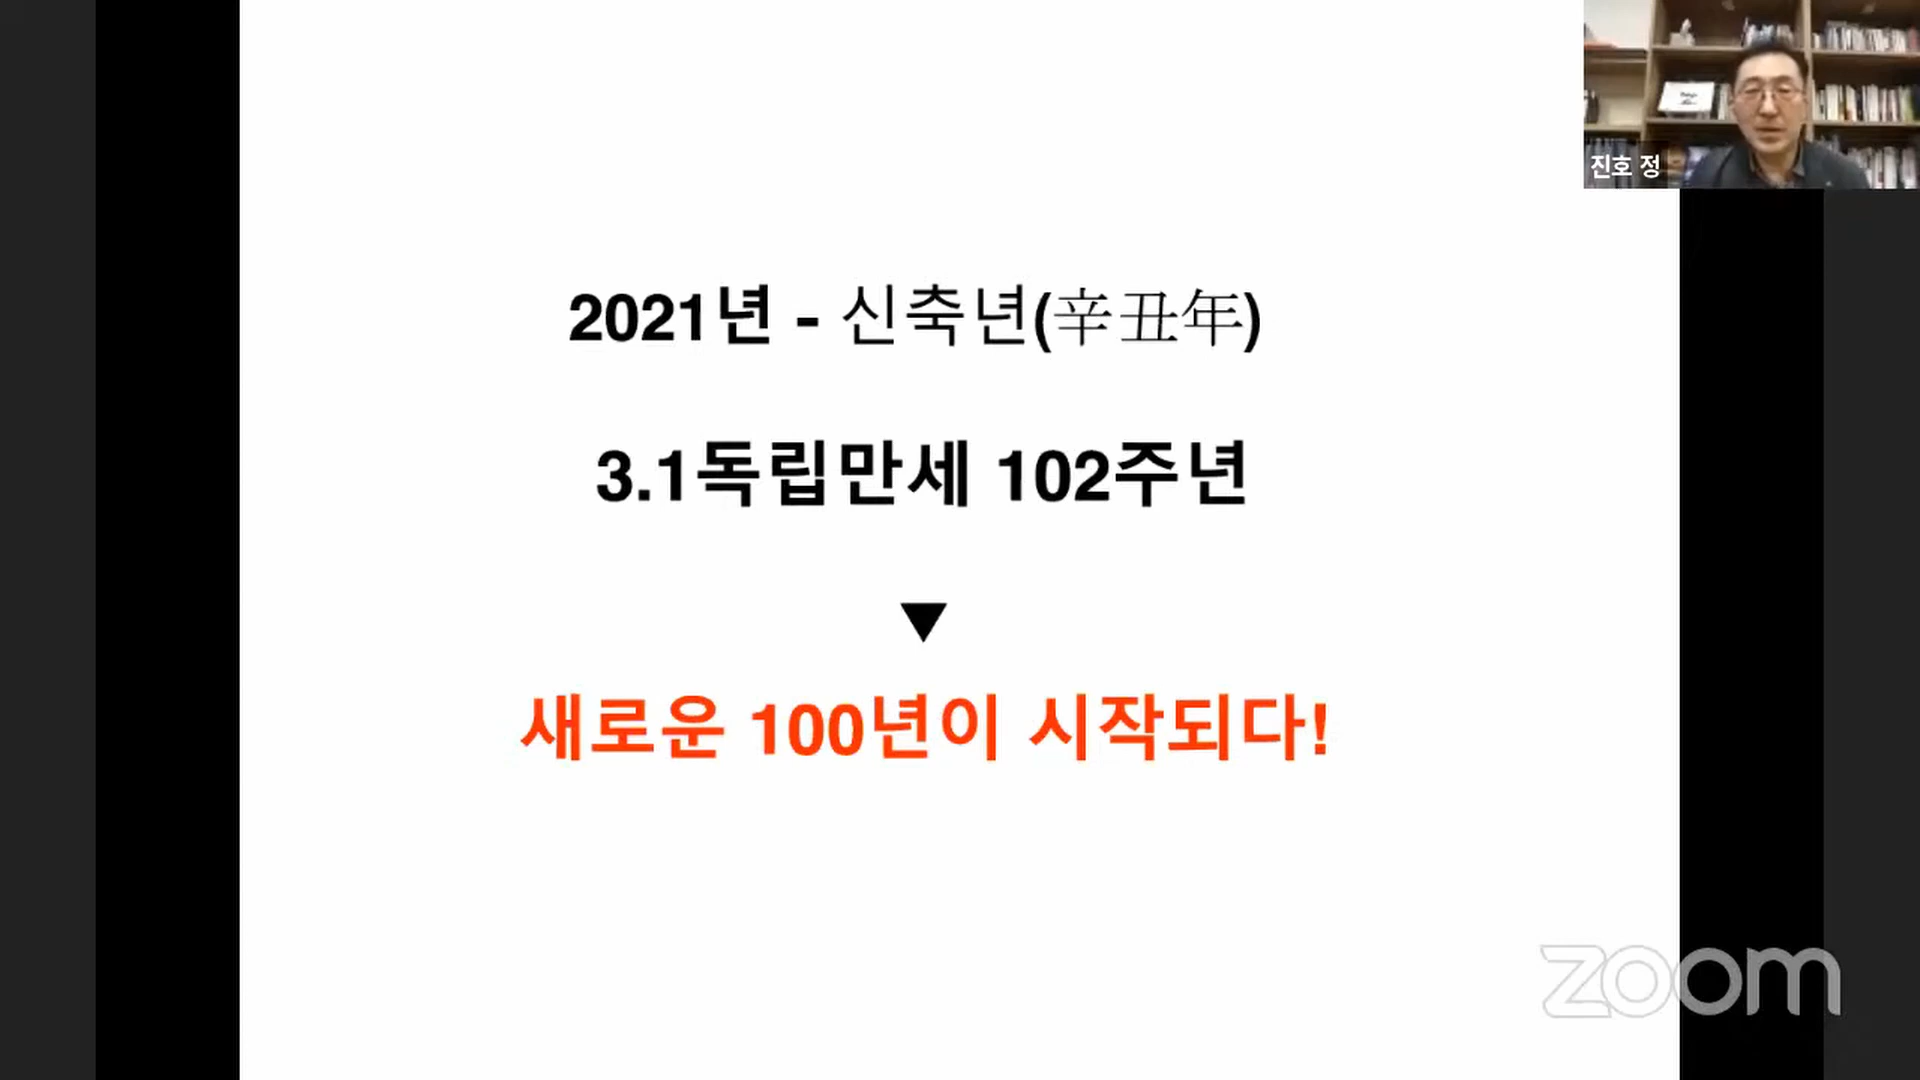 진호 정
2021년 - 신축년(辛丑年)
3.1독립만세 102주년
▼
새로운 100년이 시작되다!
zoom